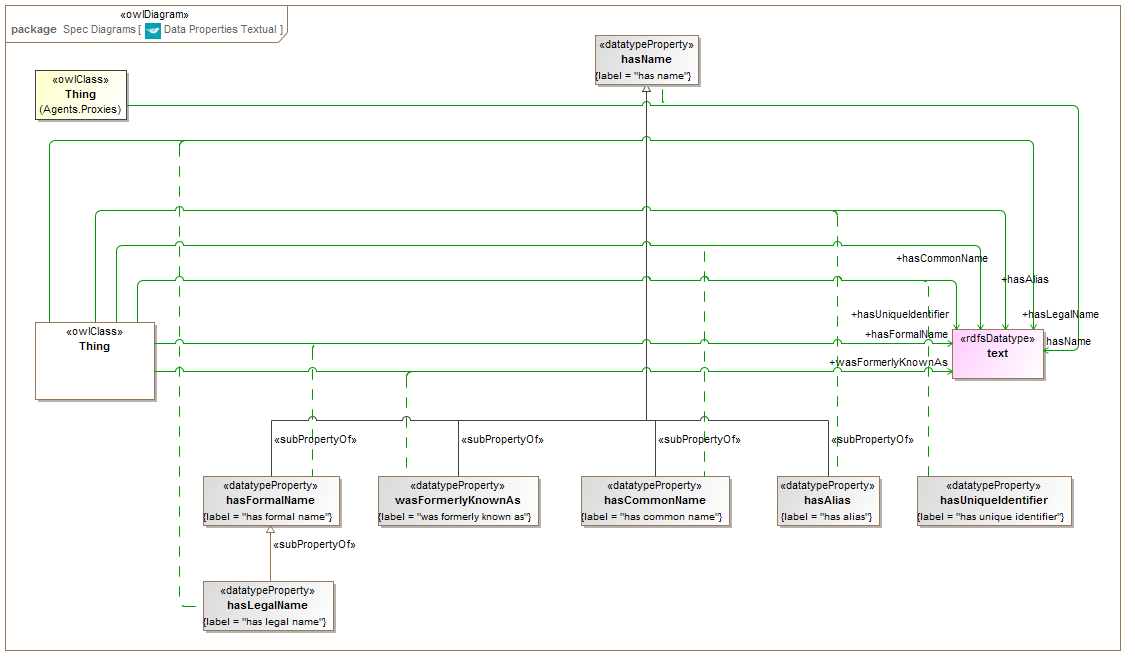 «owlDiagram»
package Spec Diagrams [ Data Properties Textual ]
«datatypeProperty»
hasName
{label = "has name"}
«owlClass»
Thing
(Agents.Proxies)
+hasCommonName
+hasAlias
+hasUniqueIdentifier
+hasLegalName
«owlClass»
Thing
+hasFormalName
«rdfsDatatype»
text
hasName
+wasFormerlyKnownAs
«subPropertyOf»
«subPropertyOf»
«subPropertyOf»
«subPropertyOf»
«datatypeProperty»
hasFormalName
{label = "has formal name"}
«datatypeProperty»
wasFormerlyKnownAs
{label = "was formerly known as"}
«datatypeProperty»
hasCommonName
{label = "has common name"}
«datatypeProperty»
hasAlias
{label = "has alias"}
«datatypeProperty»
hasUniqueIdentifier
{label = "has unique identifier"}
«subPropertyOf»
«datatypeProperty»
hasLegalName
{label = "has legal name"}